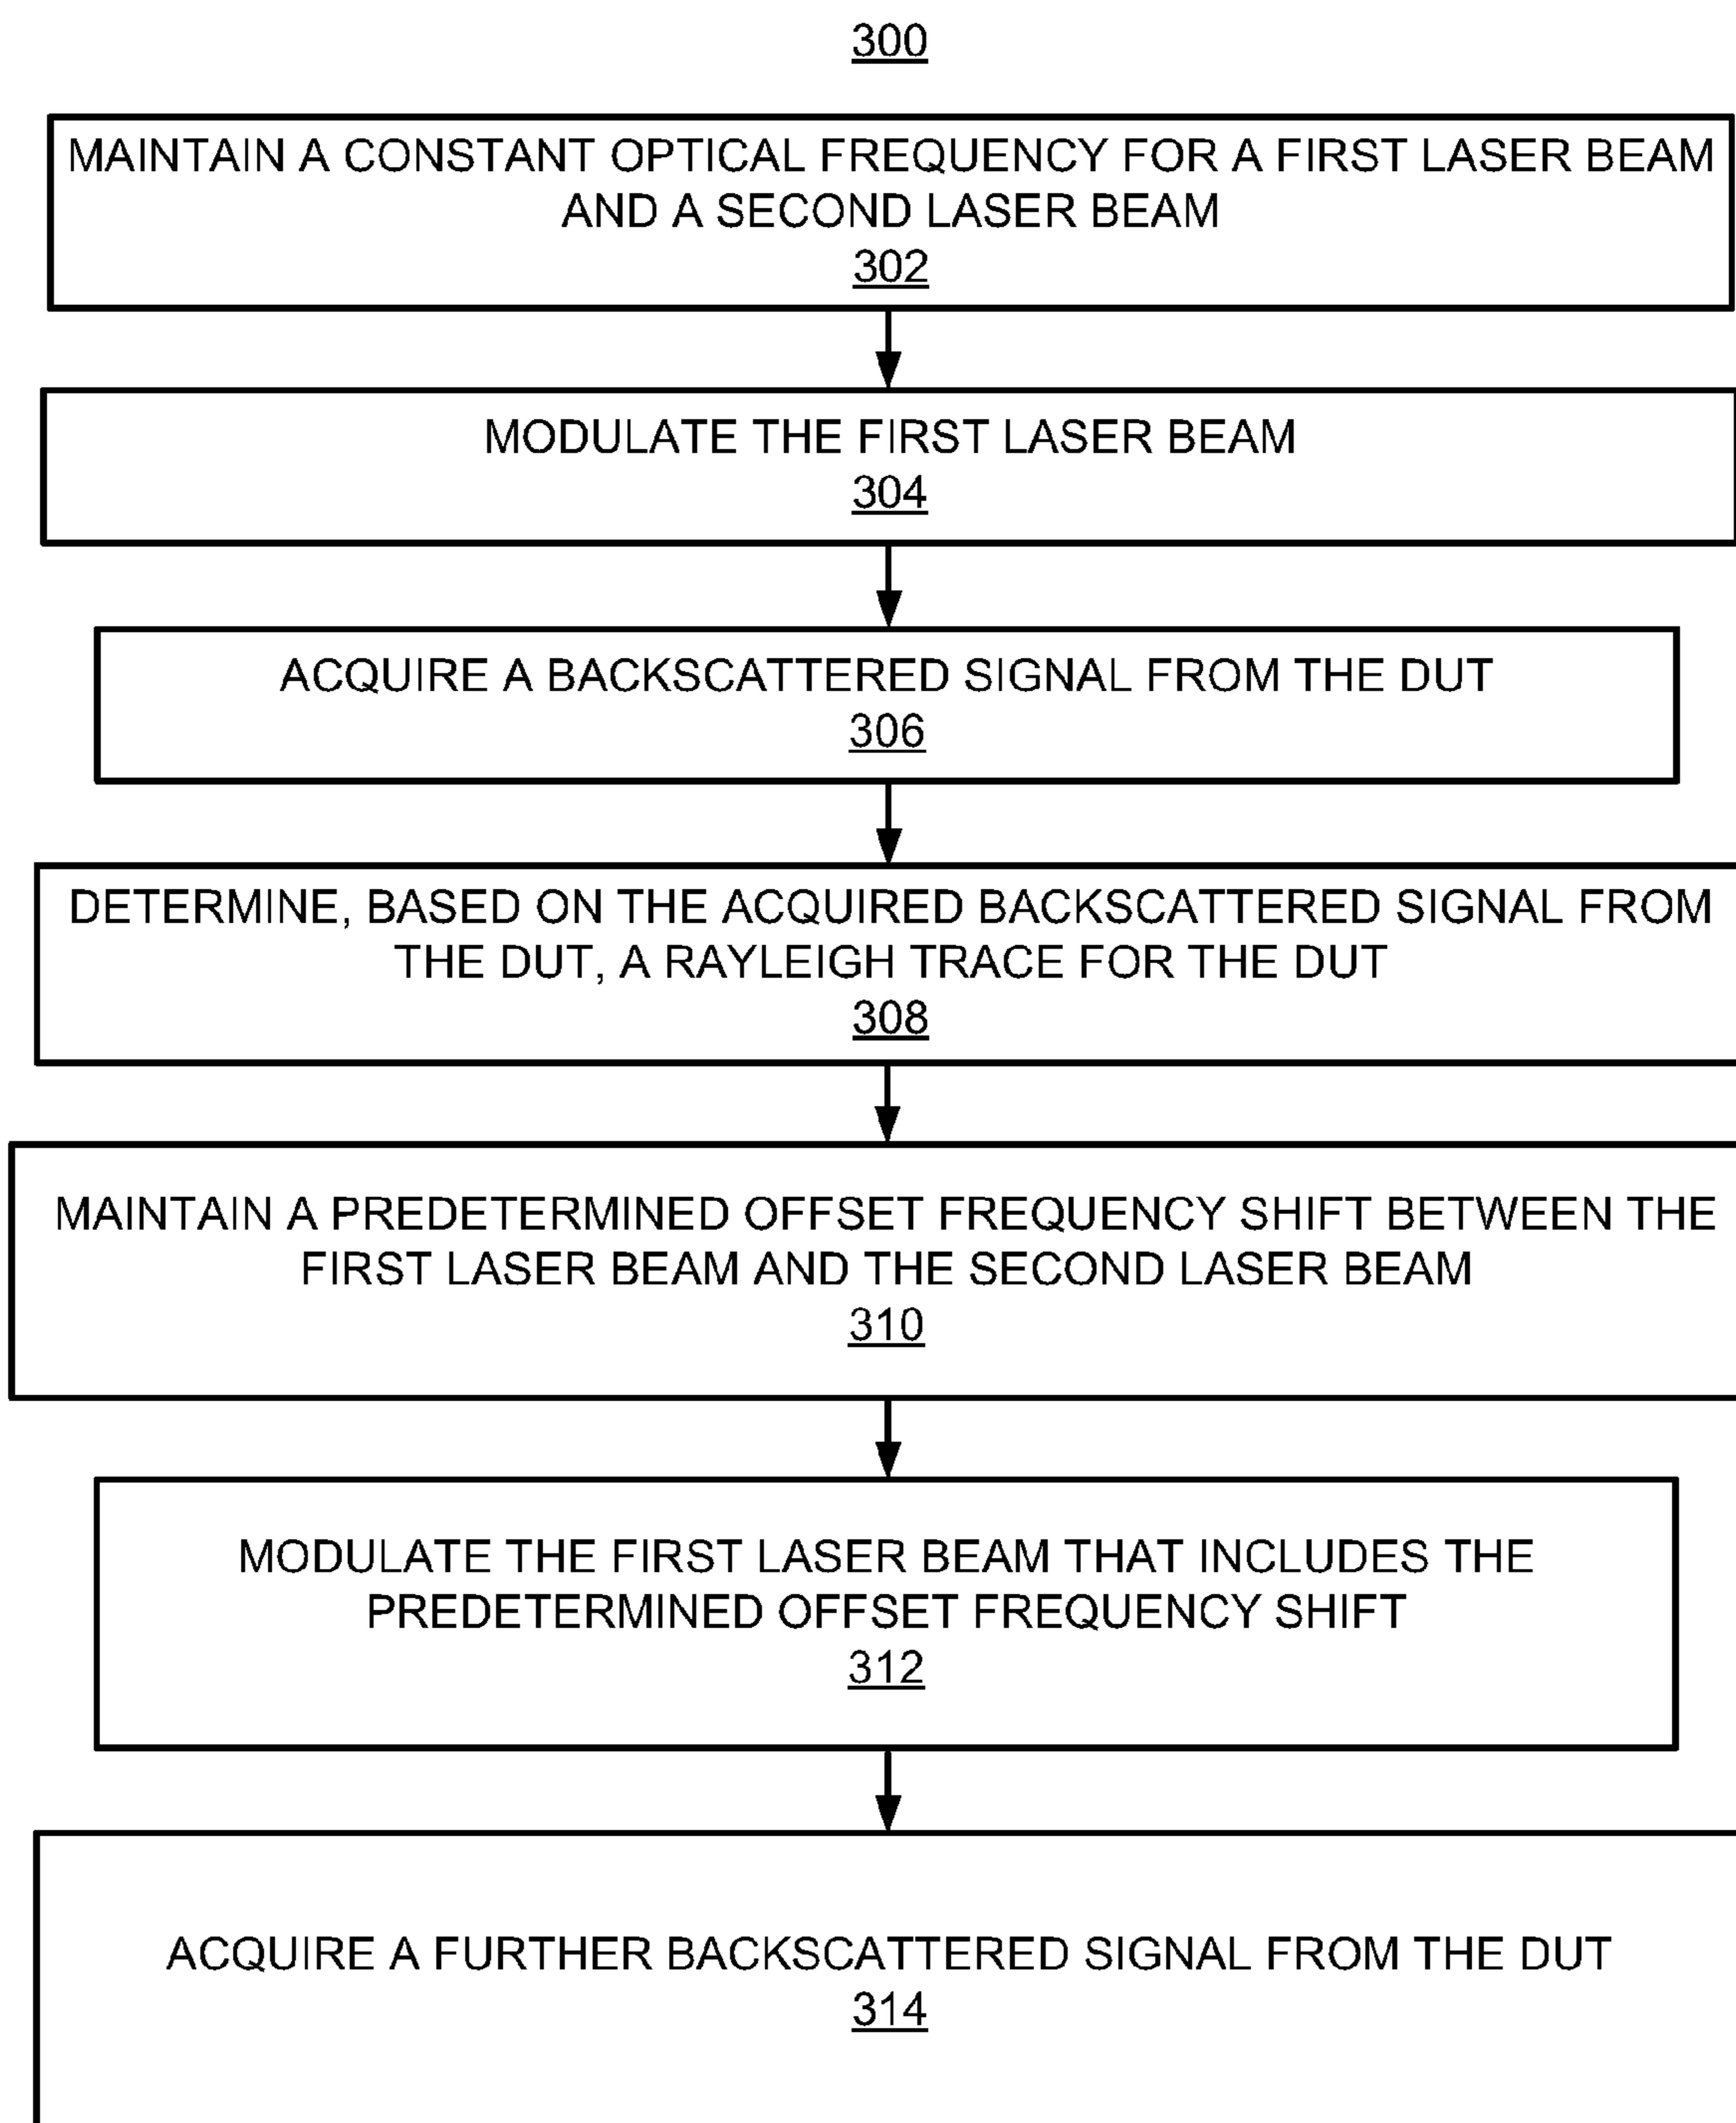 300
MAINTAIN A CONSTANT OPTICAL FREQUENCY FOR A FIRST LASER BEAM
AND A SECOND LASER BEAM
302
MODULATE THE FIRST LASER BEAM
304
ACQUIRE A BACKSCATTERED SIGNAL FROM THE DUT
306
DETERMINE, BASED ON THE ACQUIRED BACKSCATTERED SIGNAL FROM
THE DUT, A RAYLEIGH TRACE FOR THE DUT
308
MAINTAIN A PREDETERMINED OFFSET FREQUENCY SHIFT BETWEEN THE
FIRST LASER BEAM AND THE SECOND LASER BEAM
310
MODULATE THE FIRST LASER BEAM THAT INCLUDES THE
PREDETERMINED OFFSET FREQUENCY SHIFT
312
ACQUIRE A FURTHER BACKSCATTERED SIGNAL FROM THE DUT
314